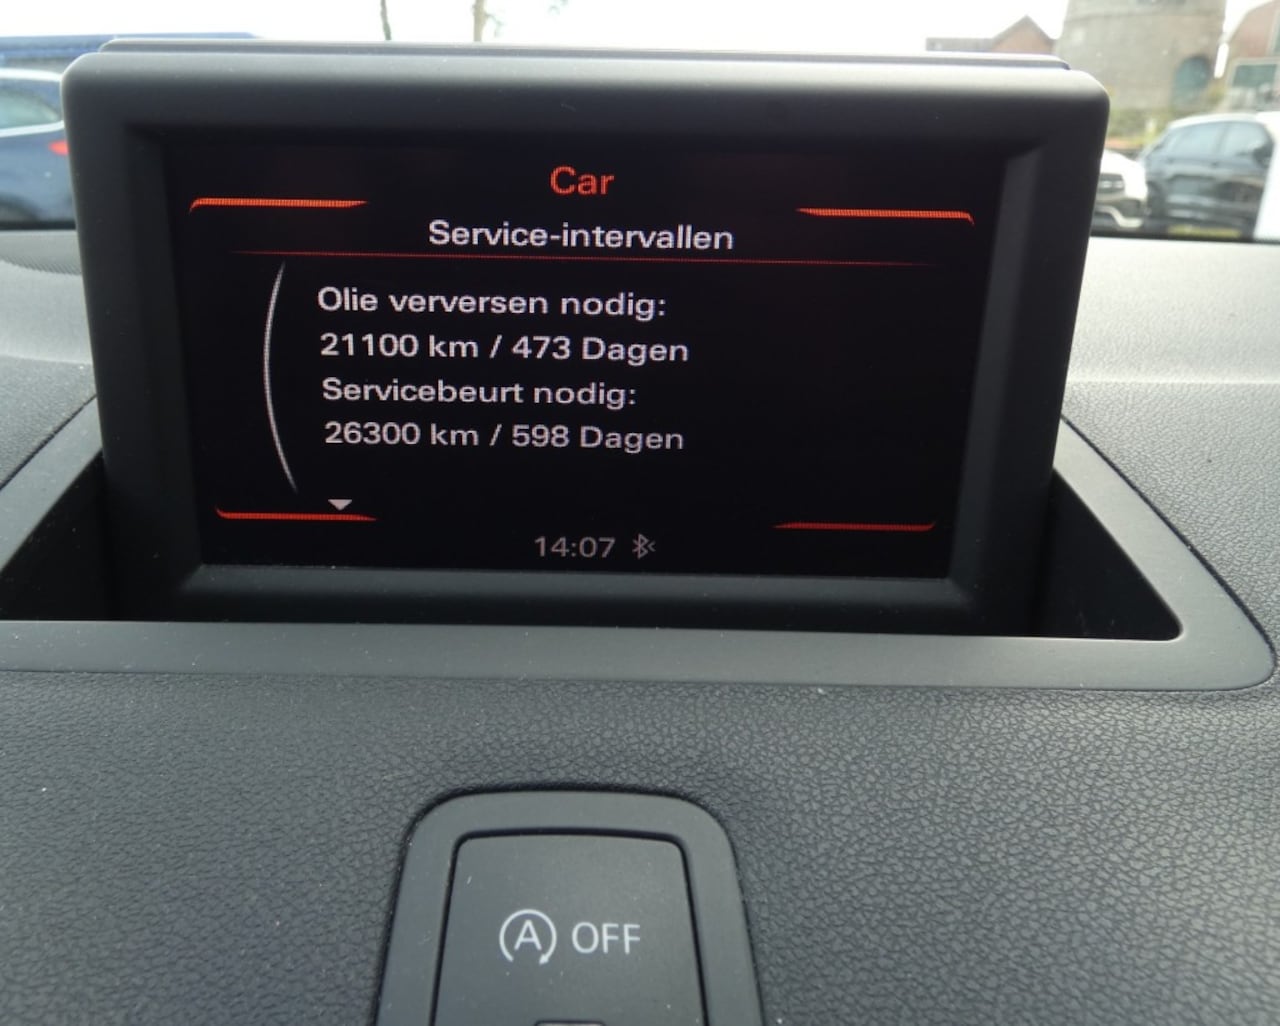 Car
Service-intervallen
Olie verversen nodig:
21100 km / 473 Dagen
Servicebeurt nodig:
26300 km / 598 Dagen
14:07
A OFF